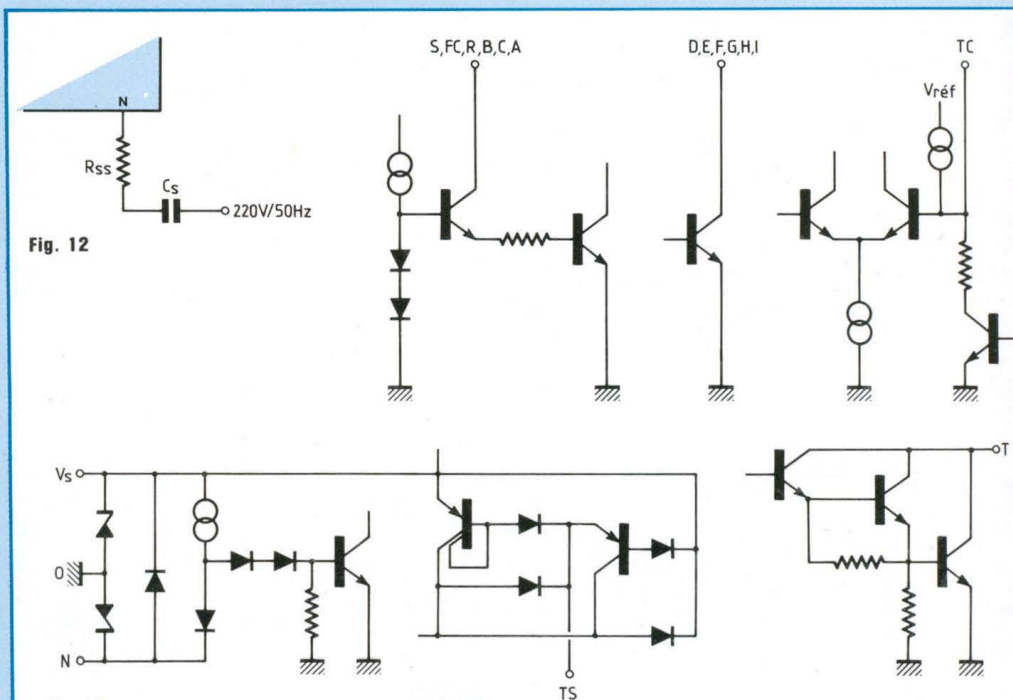 S,FC,R,B,C,A
D,E,F,G,H,I
TC
N
Vréf
Rss
Cs
220V/50Hz
Fig. 12
Vs
T
O
N
TS